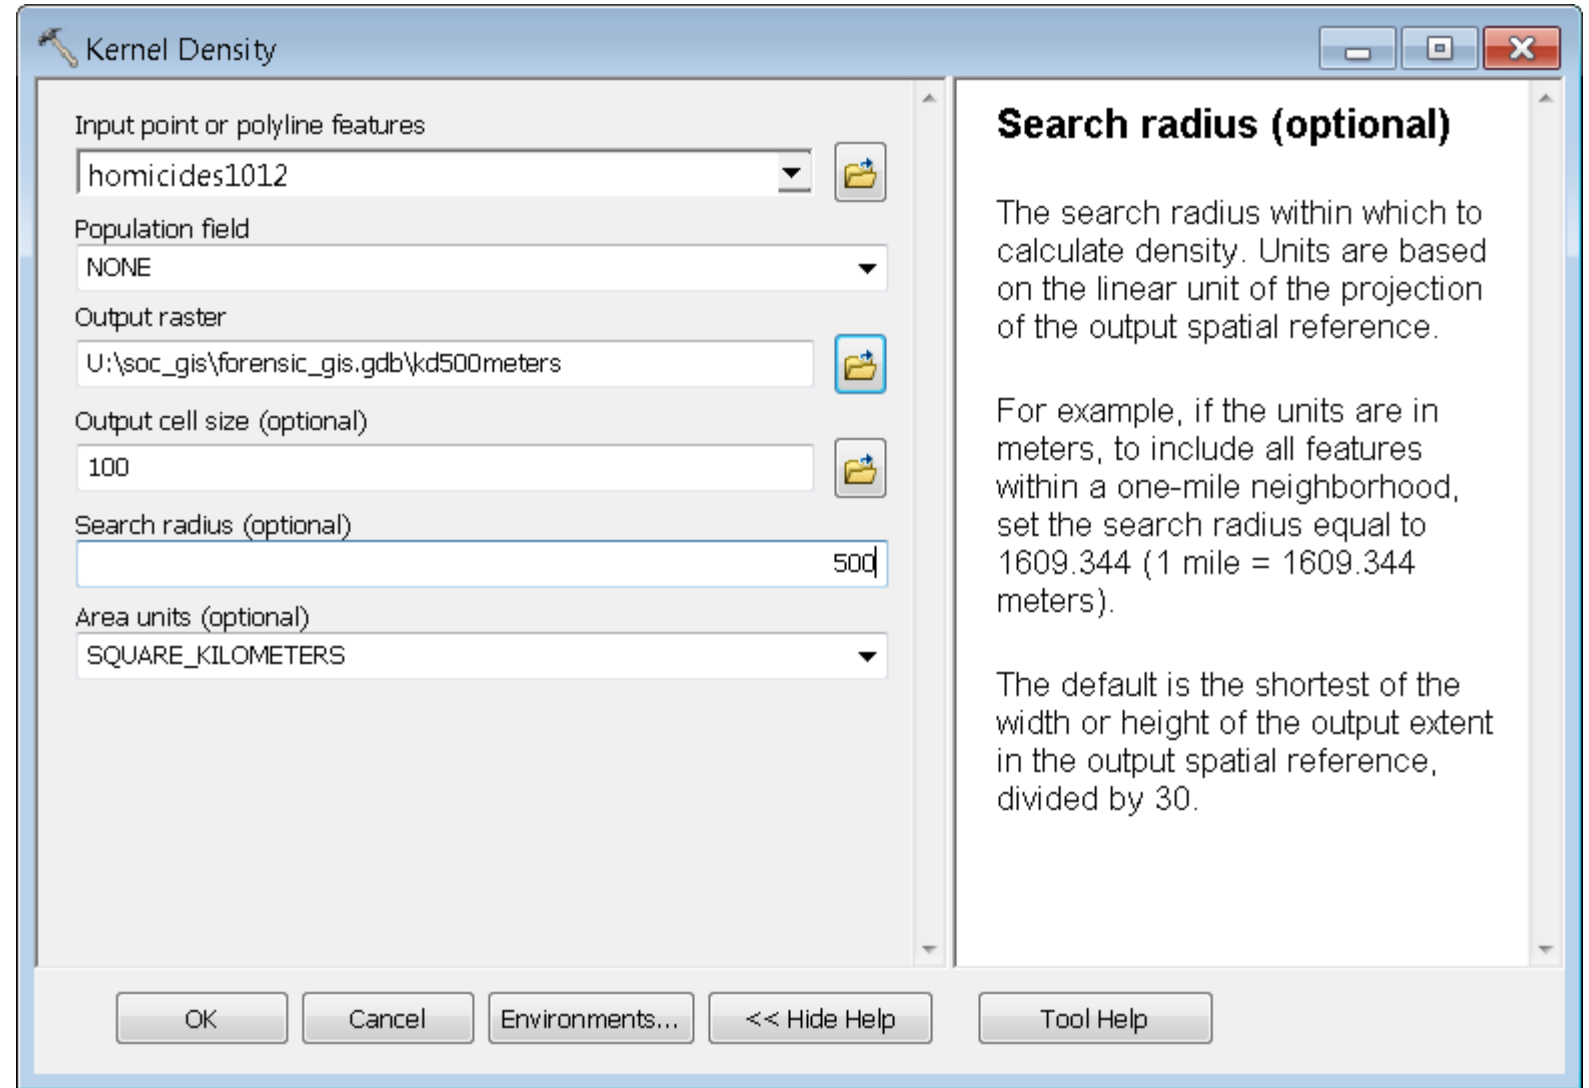 Kernel Density
Input point or polyline features
homicides1012
Population field
NONE
Output raster
U:\soc_gis\forensic_gis.gdb\kd500meters
Output cell size (optional)
100
Search radius (optional)
500
Area units (optional)
SQUARE_KILOMETERS
Search radius (optional)
The search radius within which to
calculate density. Units are based
on the linear unit of the projection
of the output spatial reference.
For example, if the units are in
meters, to include all features
within a one-mile neighborhood,
set the search radius equal to
1609.344 (1 mile = 1609.344
meters).
The default is the shortest of the
width or height of the output extent
in the output spatial reference,
divided by 30.
OK
Cancel
Environments...
<< Hide Help
Tool Help